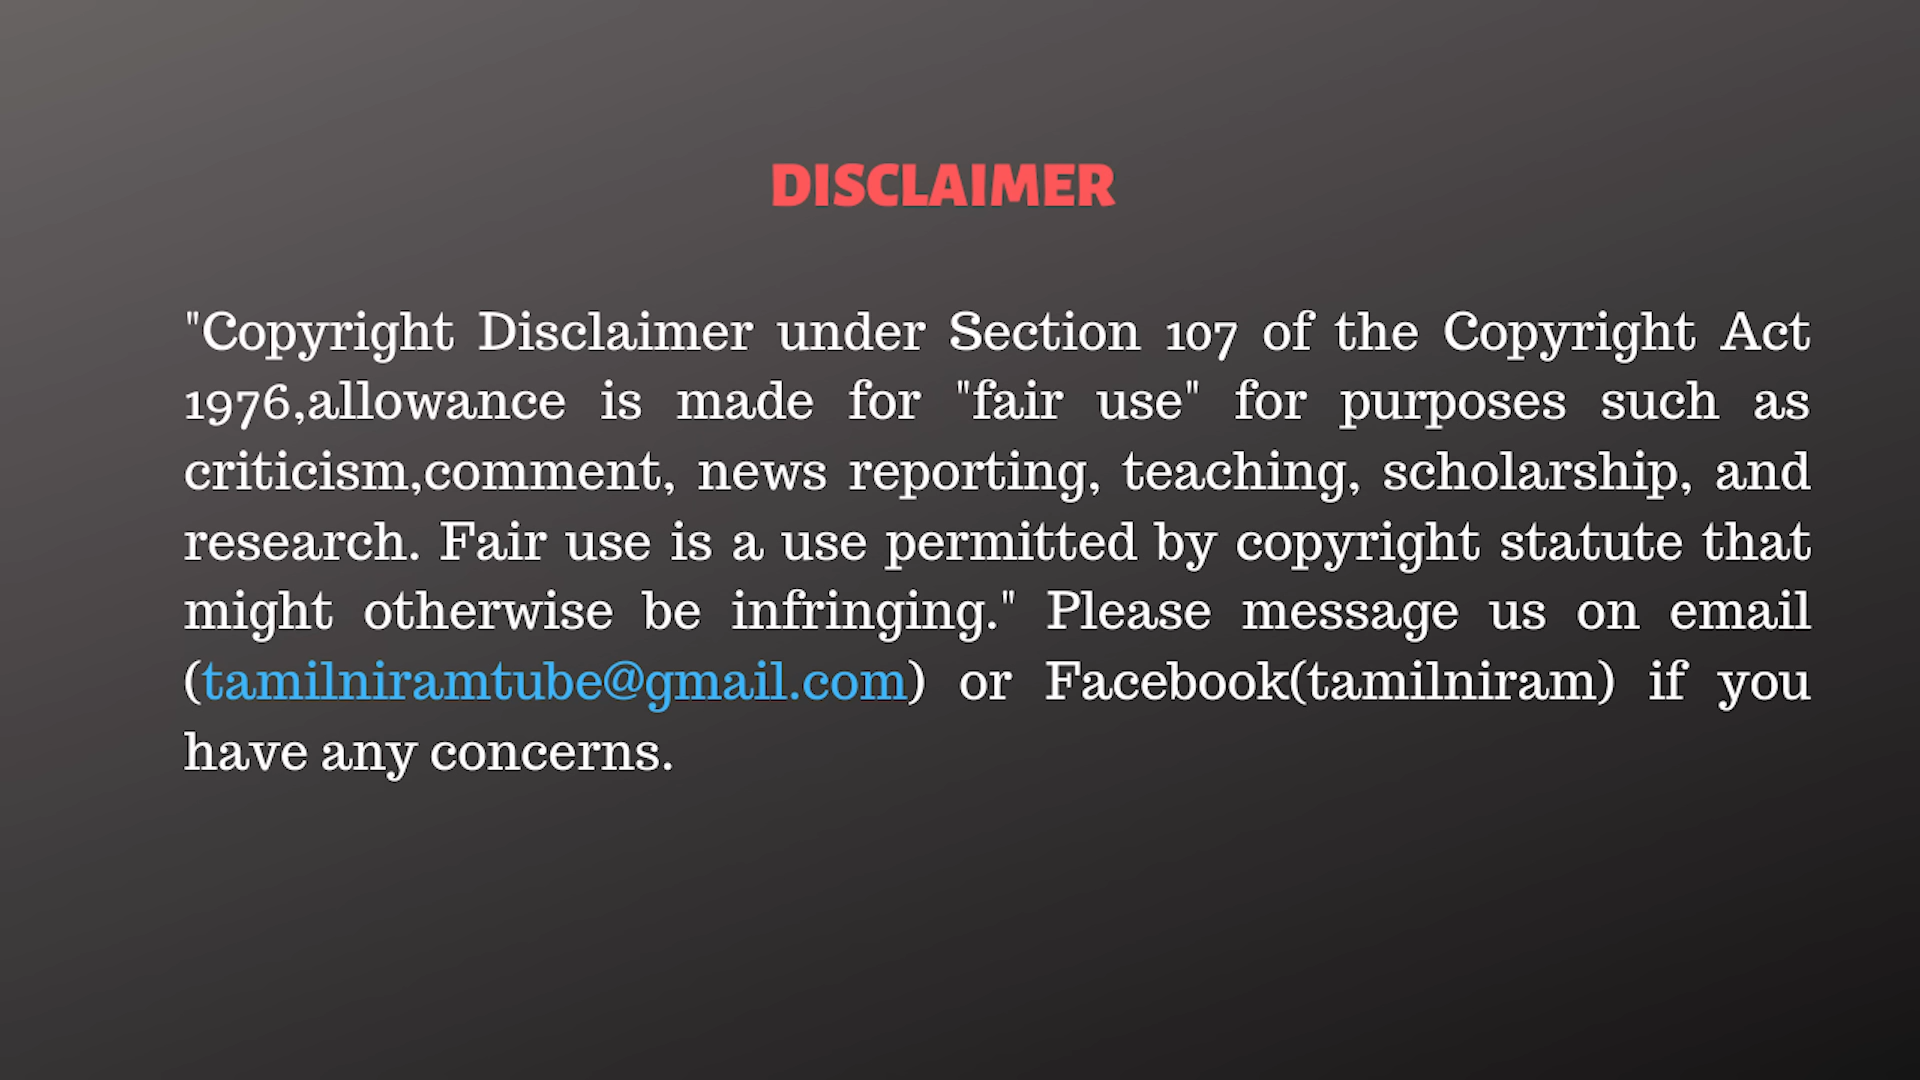 DISCLAIMER
"Copyright Disclaimer under Section 107 of the Copyright Act
1976,allowance is made for "fair use" for purposes such as
criticism,comment, news reporting, teaching, scholarship, and
research. Fair use is a use permitted by copyright statute that
might otherwise be infringing." Please message us on email
(tamilniramtube@gmail.com) or Facebook(tamilniram) if you
have any concerns.